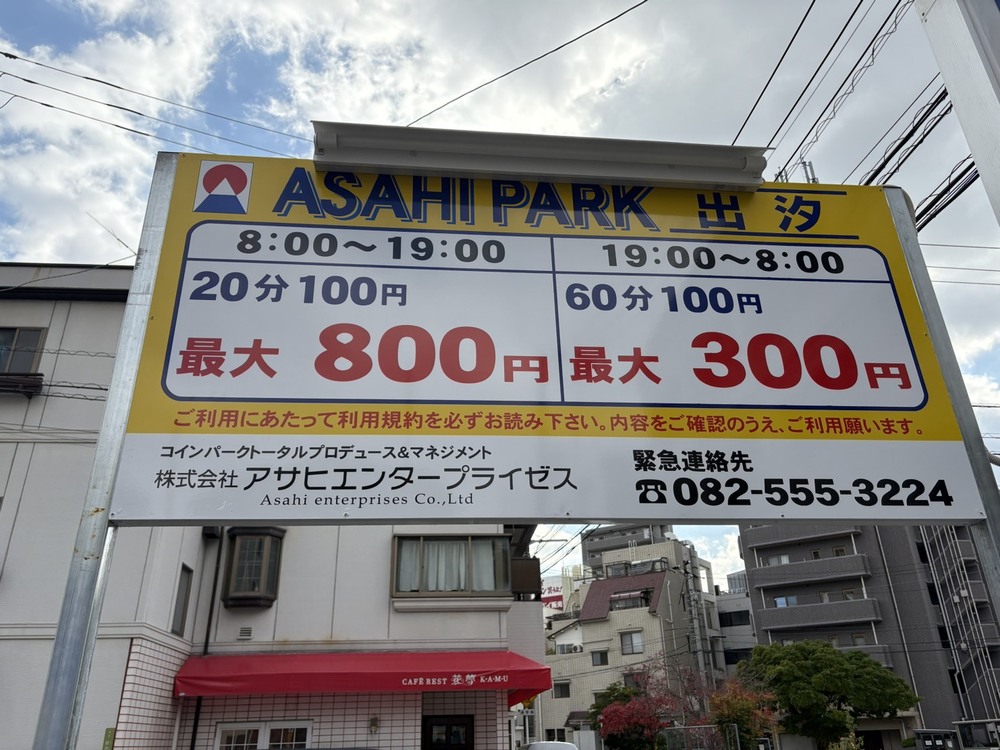 ASAHI PARK 出汐
8:00～19:00
20分100円
最大 800円
19:00～8:00
60分100円
最大 300円
ご利用にあたって利用規約を必ずお読み下さい。内容をご確認のうえ、ご利用願います。
コインパークトータルプロデュース&マネジメント
株式会社 アサヒエンタープライゼス
Asahi enterprises Co.,Ltd
緊急連絡先
☎082-555-3224
CAFÉ REST 華夢 K·A·M·U